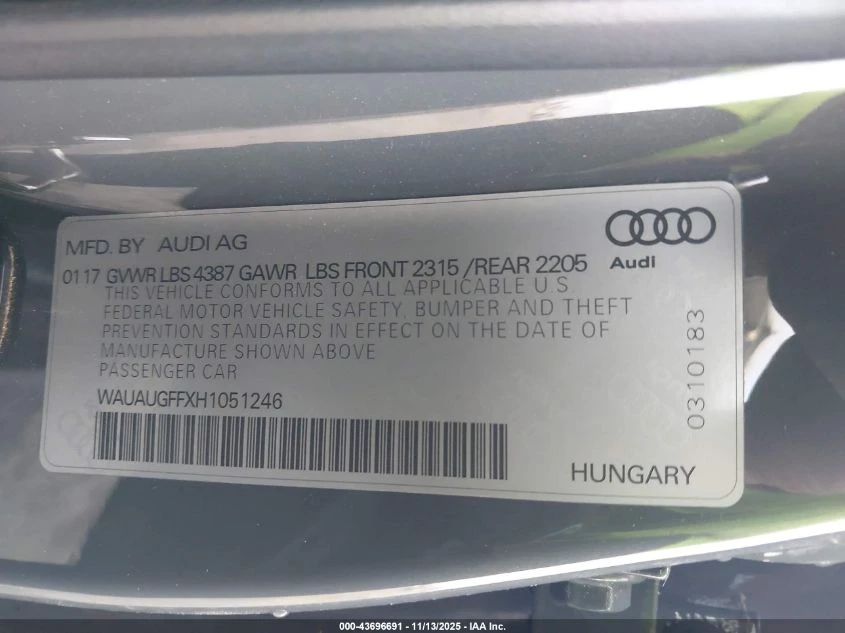 MFD. BY AUDI AG
0117 GVWR LBS 4387 GAWR LBS FRONT 2315 /REAR 2205
Audi
THIS VEHICLE CONFORMS TO ALL APPLICABLE U.S.
FEDERAL MOTOR VEHICLE SAFETY, BUMPER AND THEFT
PREVENTION STANDARDS IN EFFECT ON THE DATE OF
MANUFACTURE SHOWN ABOVE
PASSENGER CAR
WAUAUGFFXH1051246
0310183
HUNGARY
000-43696691 - 11/13/2025 - IAA Inc.